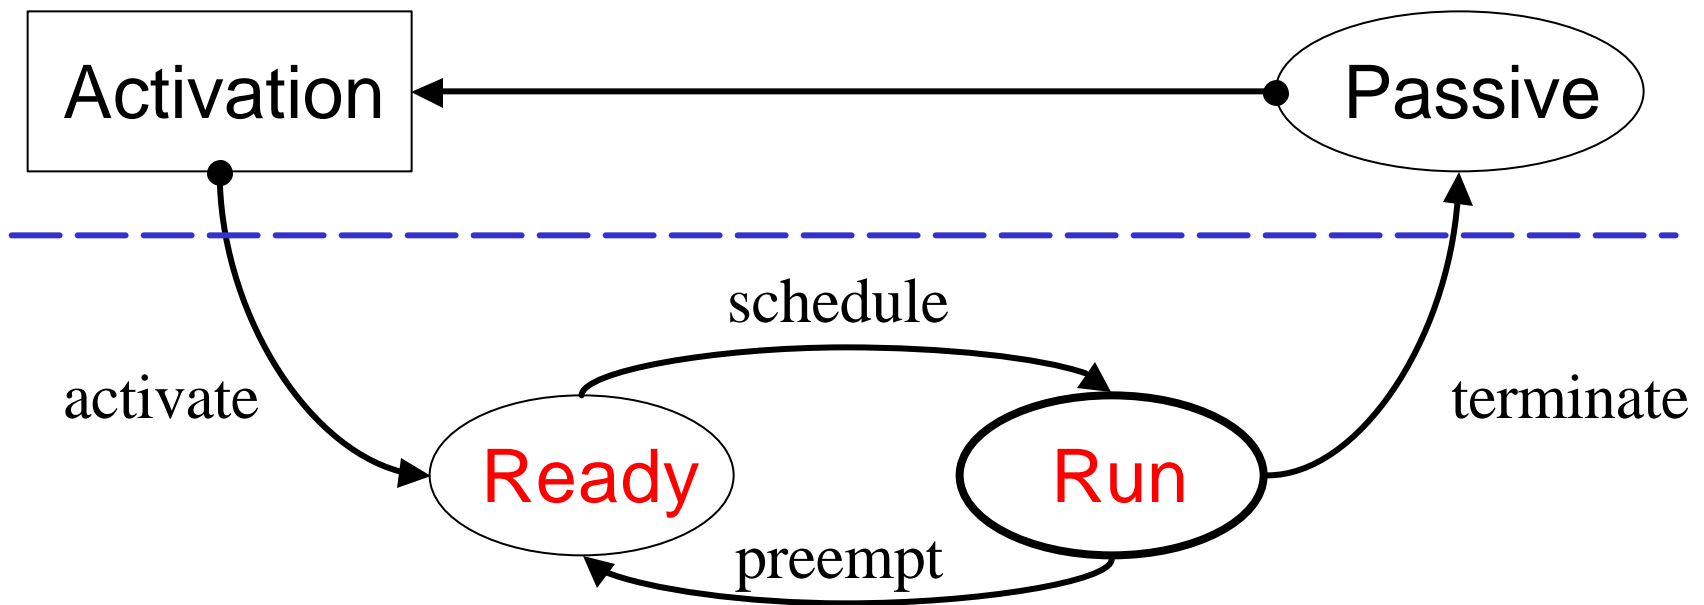 Activation
Passive
schedule
activate
terminate
Ready
Run
preempt